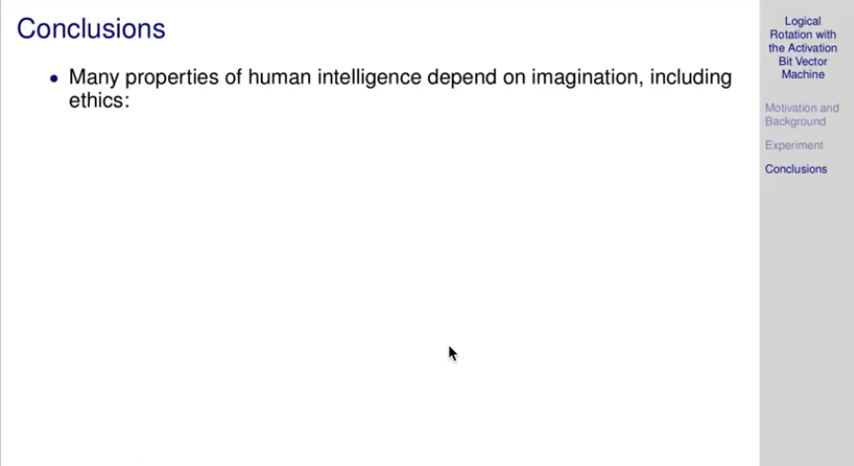 Conclusions
• Many properties of human intelligence depend on imagination, including
ethics:
Logical
Rotation with
the Activation
Bit Vector
Machine
Motivation and
Background
Experiment
Conclusions